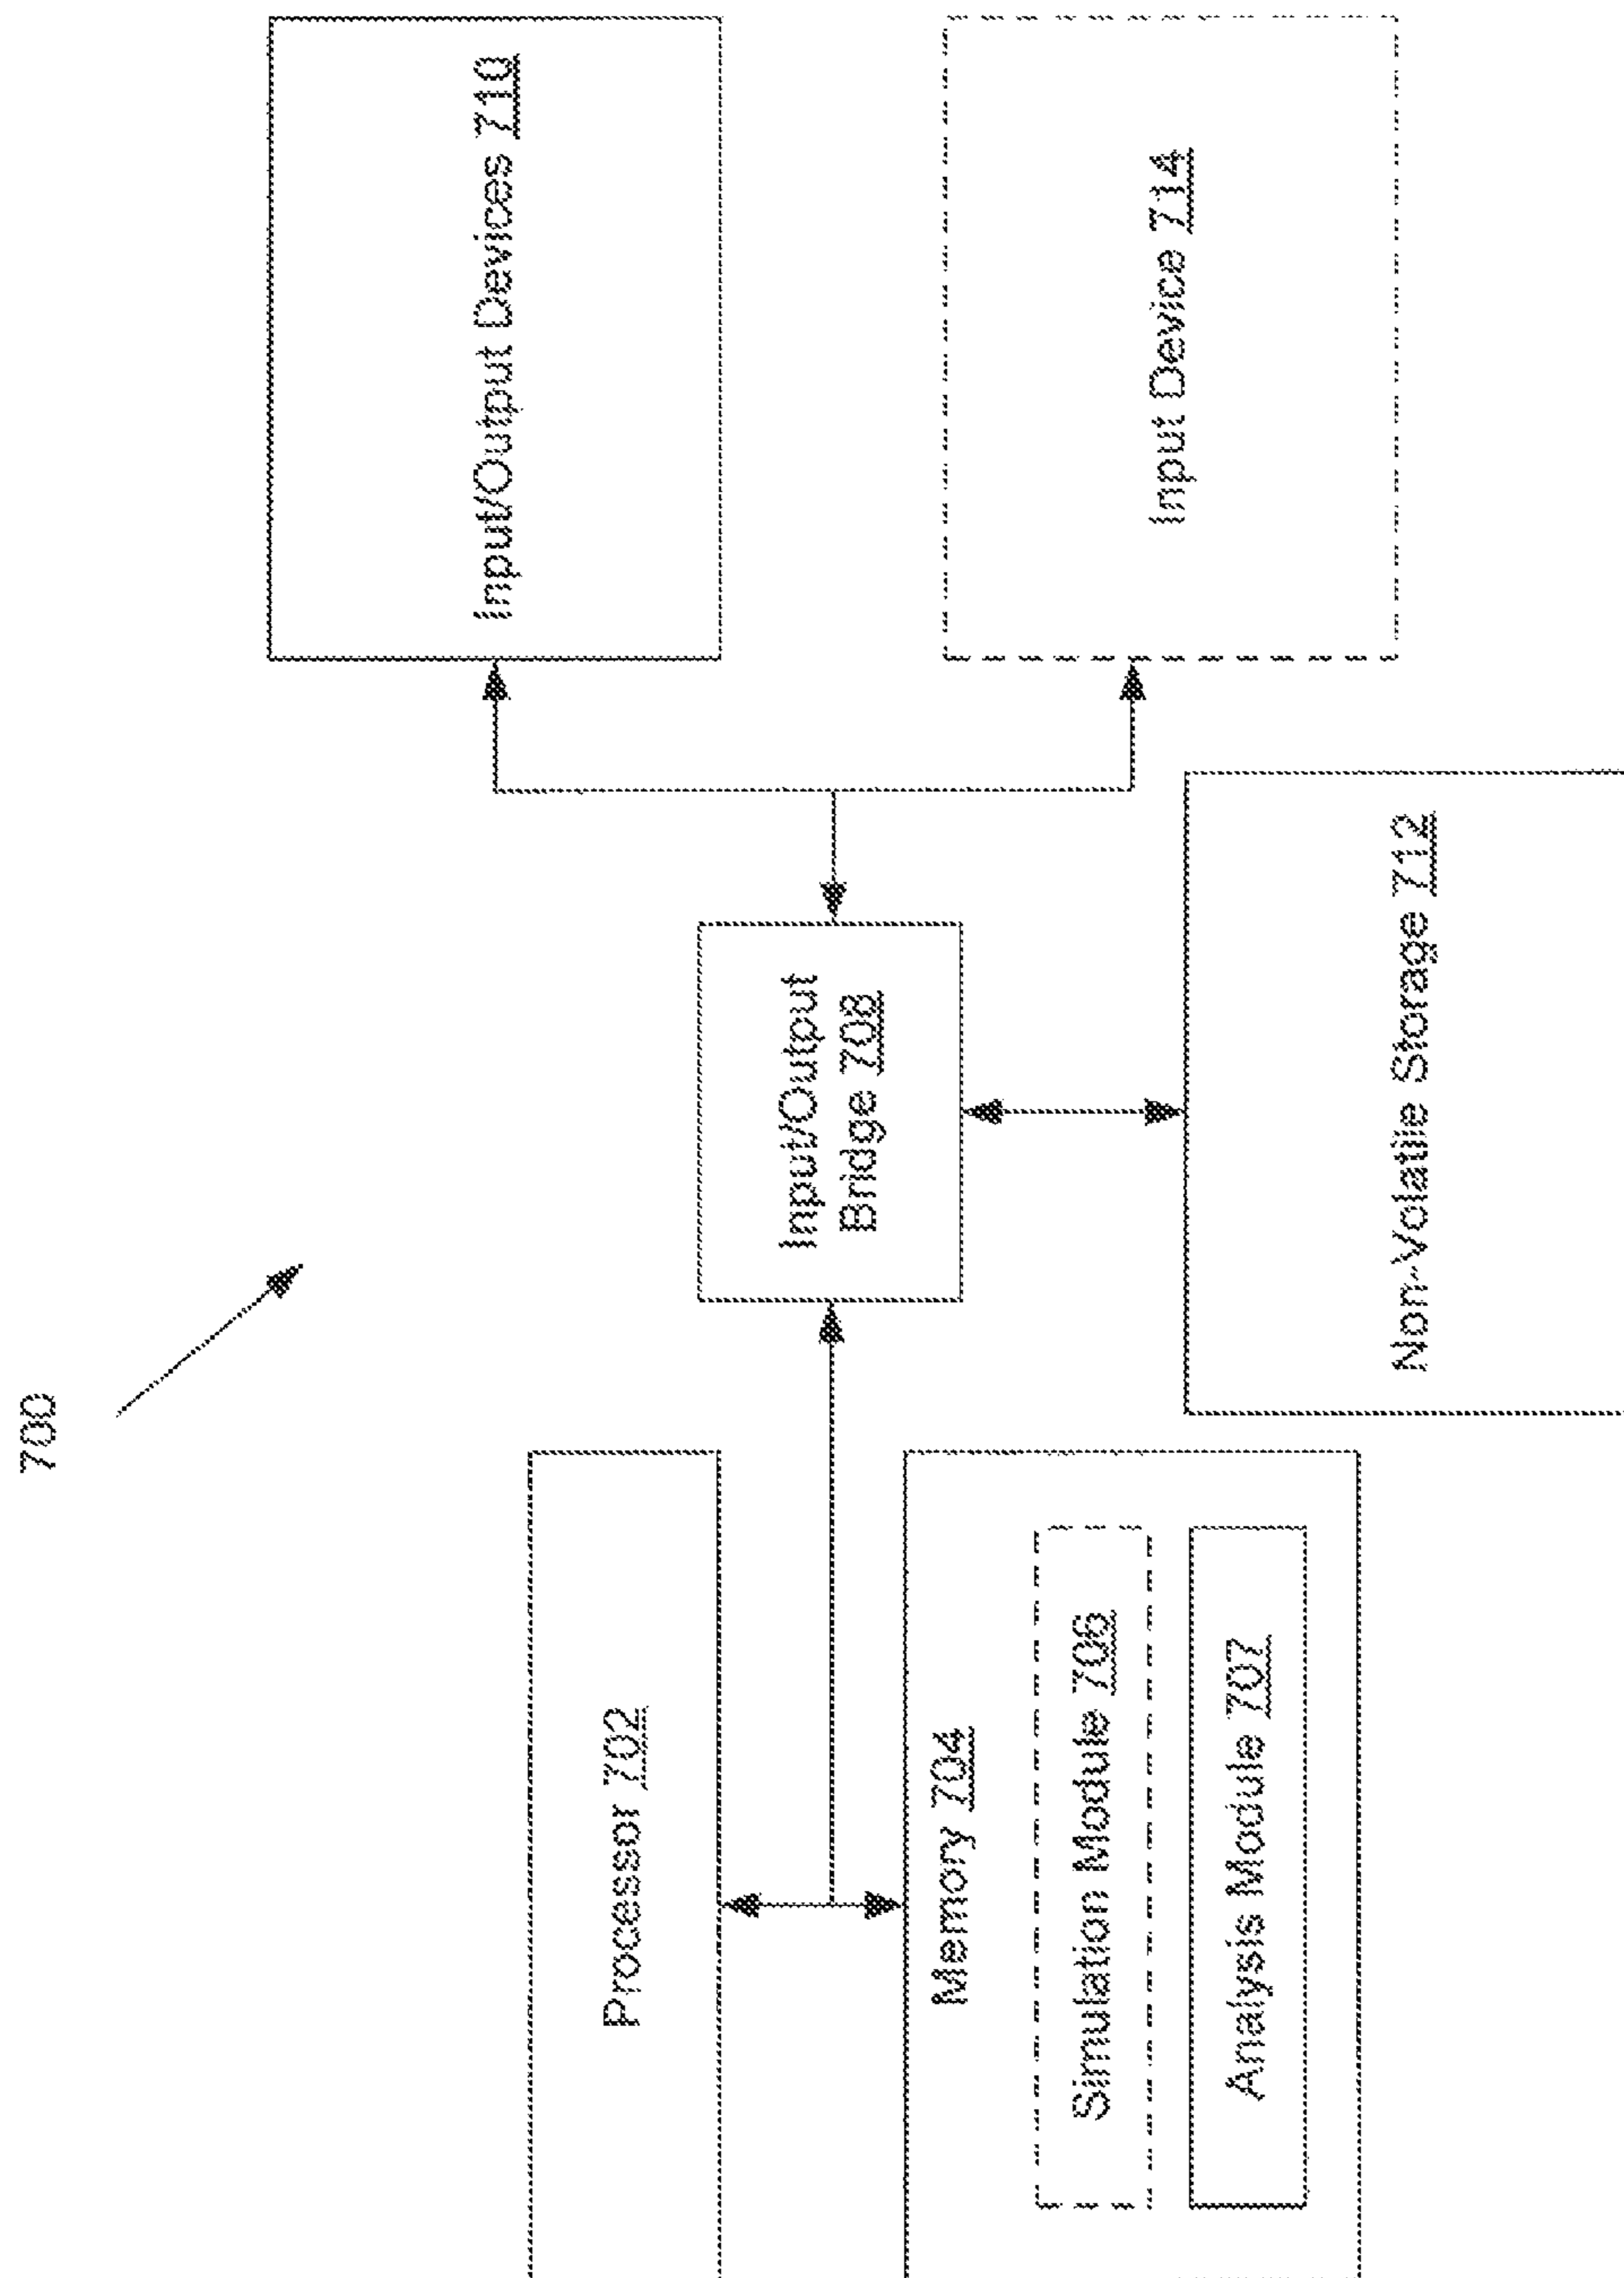 700
Processor 702
Memory 704
Simulation Module 706
Analysis Module 707
Input/Output
Bridge 708
Non-Volatile Storage 712
Input/Output Devices 710
Input Device 714